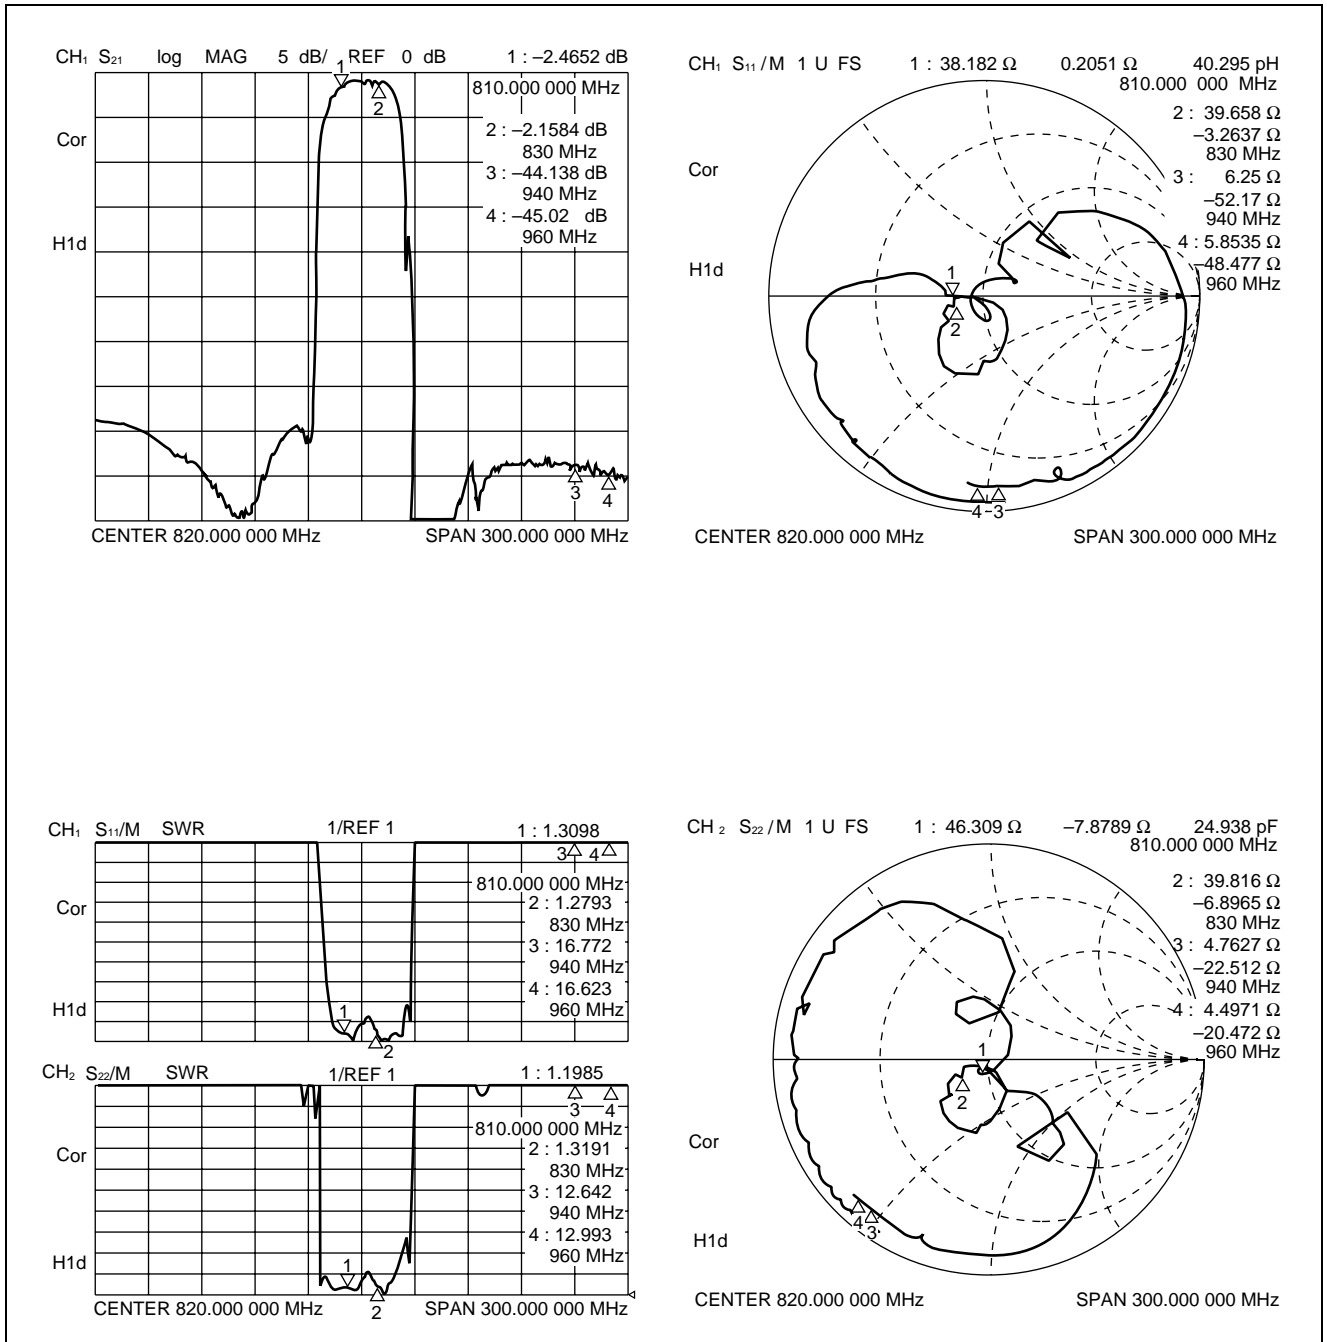 CH₁ S₂₁ log MAG 5 dB/ REF 0 dB 1 : –2.4652 dB
810.000 000 MHz
1
2
2 : –2.1584 dB
830 MHz
3 : –44.138 dB
940 MHz
4 : –45.02 dB
960 MHz
Cor
H1d
3
4
CENTER 820.000 000 MHz SPAN 300.000 000 MHz
CH₁ S₁₁/M 1 U FS 1 : 38.182 Ω 0.2051 Ω 40.295 pH
810.000 000 MHz
2 : 39.658 Ω
–3.2637 Ω
830 MHz
3 : 6.25 Ω
–52.17 Ω
940 MHz
4 : 5.8535 Ω
–48.477 Ω
960 MHz
Cor
H1d
1
2
4 3
CENTER 820.000 000 MHz SPAN 300.000 000 MHz
CH₁ S₁₁/M SWR 1/REF 1 1 : 1.3098
3 4
810.000 000 MHz
2 : 1.2793
830 MHz
3 : 16.772
940 MHz
4 : 16.623
960 MHz
Cor
H1d
1
2
CH₂ S₂₂/M SWR 1/REF 1 1 : 1.1985
3 4
810.000 000 MHz
2 : 1.3191
830 MHz
3 : 12.642
940 MHz
4 : 12.993
960 MHz
Cor
H1d
1
2
CENTER 820.000 000 MHz SPAN 300.000 000 MHz
CH ₂ S₂₂/M 1 U FS 1 : 46.309 Ω –7.8789 Ω 24.938 pF
810.000 000 MHz
2 : 39.816 Ω
–6.8965 Ω
830 MHz
3 : 4.7627 Ω
–22.512 Ω
940 MHz
4 : 4.4971 Ω
–20.472 Ω
960 MHz
1
2
Cor
4 3
H1d
CENTER 820.000 000 MHz SPAN 300.000 000 MHz